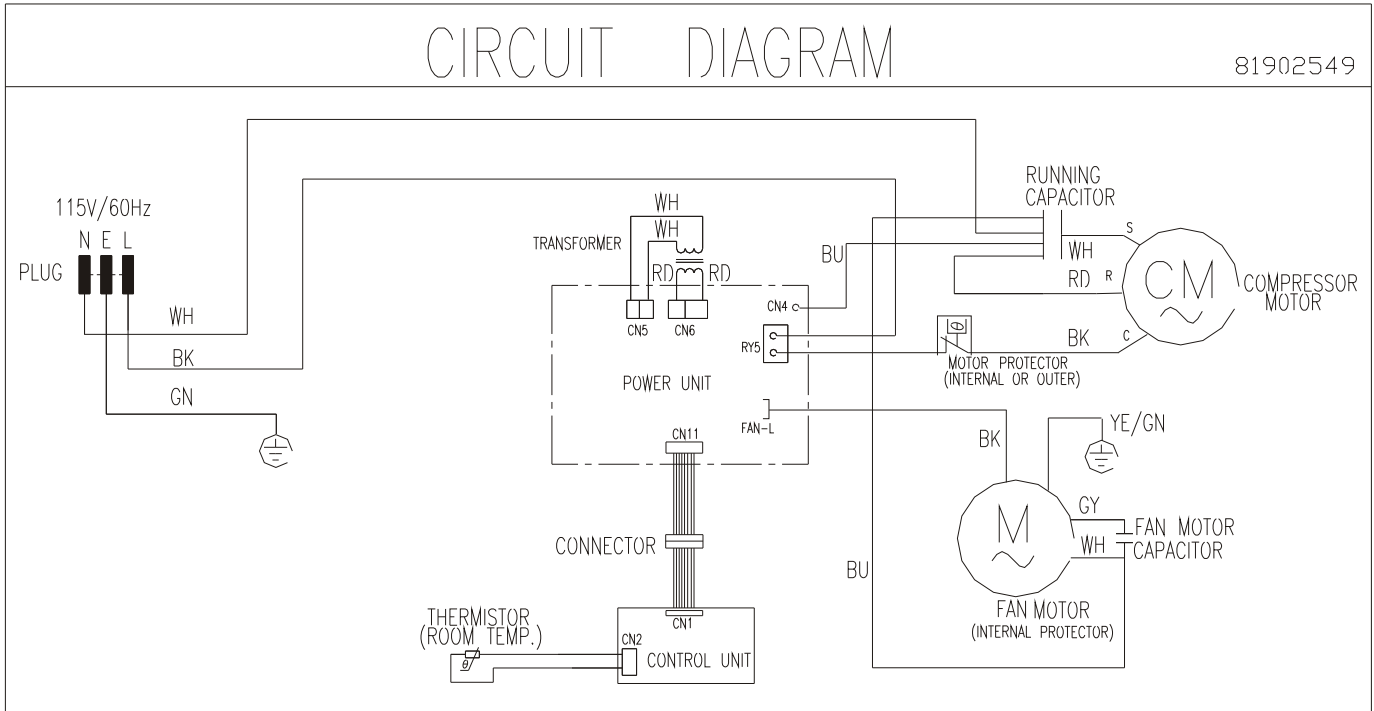 CIRCUIT DIAGRAM
81902549
115V/60Hz
N E L
PLUG
WH
BK
GN
WH
WH
TRANSFORMER
RD RD
CN5 CN6
CN4
RY5
POWER UNIT
FAN-L
CN11
CONNECTOR
CN1
CN2
CONTROL UNIT
THERMISTOR
(ROOM TEMP.)
θ
BU
RUNNING
CAPACITOR
S
WH
RD R
CM
COMPRESSOR
MOTOR
θ
BK C
MOTOR PROTECTOR
(INTERNAL OR OUTER)
BK
YE/GN
M
GY
WH
FAN MOTOR
CAPACITOR
BU
FAN MOTOR
(INTERNAL PROTECTOR)